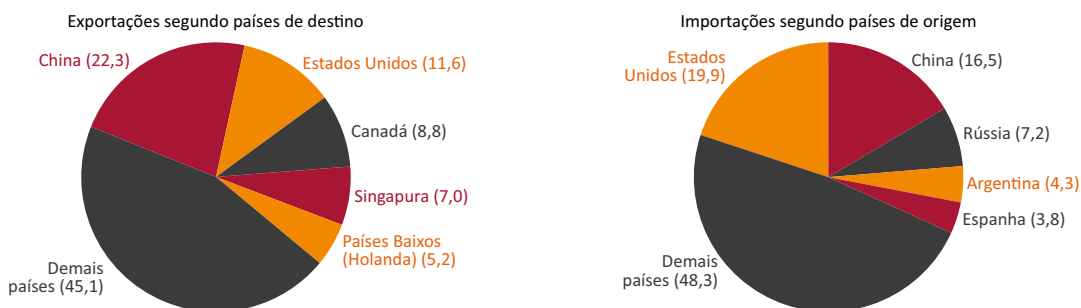 Exportações segundo países de destino
China (22,3)
Estados Unidos (11,6)
Canadá (8,8)
Singapura (7,0)
Países Baixos
(Holanda) (5,2)
Demais
países (45,1)
Importações segundo países de origem
Estados
Unidos (19,9)
China (16,5)
Rússia (7,2)
Argentina (4,3)
Espanha (3,8)
Demais
países (48,3)